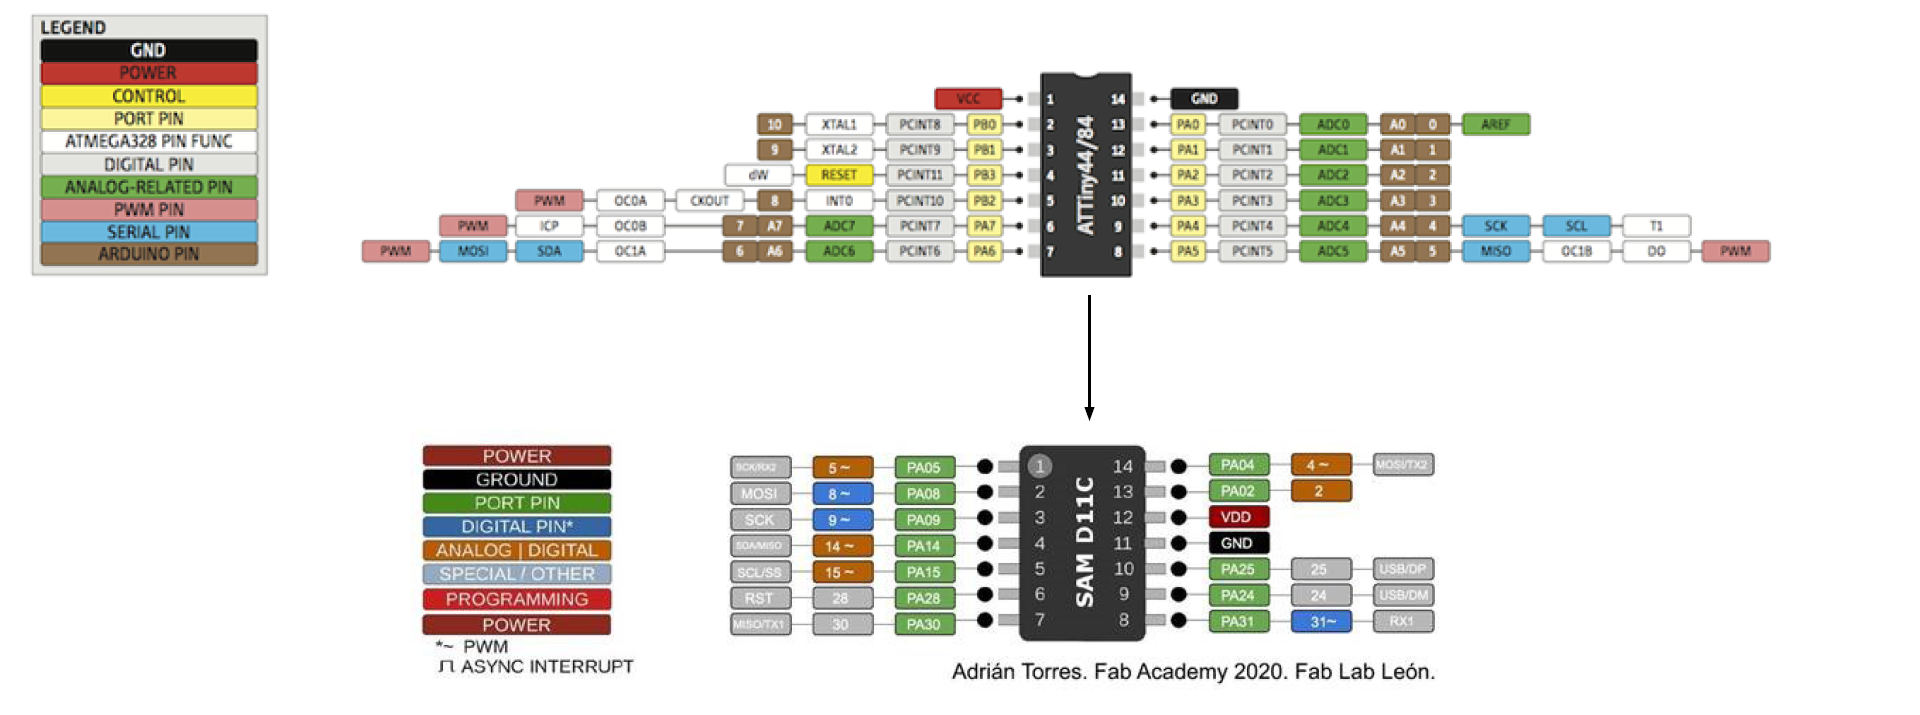 LEGEND
GND
POWER
CONTROL
PORT PIN
ATMEGA328 PIN FUNC
DIGITAL PIN
ANALOG-RELATED PIN
PWM PIN
SERIAL PIN
ARDUINO PIN
VCC 1 14 GND
10 XTAL1 PCINT8 PB0 2 13 PA0 PCINT0 ADC0 A0 0 AREF
9 XTAL2 PCINT9 PB1 3 12 PA1 PCINT1 ADC1 A1 1
dW RESET PCINT11 PB3 4 11 PA2 PCINT2 ADC2 A2 2
PWM OC0A CKOUT 8 INT0 PCINT10 PB2 5 10 PA3 PCINT3 ADC3 A3 3
PWM ICP OC0B 7 A7 ADC7 PCINT7 PA7 6 9 PA4 PCINT4 ADC4 A4 4 SCK SCL T1
PWM MOSI SDA OC1A 6 A6 ADC6 PCINT6 PA6 7 8 PA5 PCINT5 ADC5 A5 5 MISO OC1B DO PWM
ATTiny44/84
POWER
GROUND
PORT PIN
DIGITAL PIN*
ANALOG | DIGITAL
SPECIAL / OTHER
PROGRAMMING
POWER
*~ PWM
ASYNC INTERRUPT
SCK/RX2 5 ~ PA05 1 14 PA04 4 ~ MOSI/TX2
MOSI 8 ~ PA08 2 13 PA02 2
SCK 9 ~ PA09 3 12 VDD
SDA/MISO 14 ~ PA14 4 11 GND
SCL/SS 15 ~ PA15 5 10 PA25 25 USB/DP
RST 28 PA28 6 9 PA24 24 USB/DM
MISO/TX1 30 PA30 7 8 PA31 31~ RX1
SAM D11C
Adrián Torres. Fab Academy 2020. Fab Lab León.